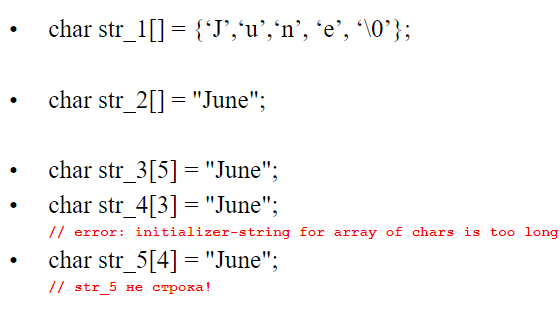 • char str_1[] = {‘J’,‘u’,‘n’, ‘e’, ‘\0’};
• char str_2[] = "June";
• char str_3[5] = "June";
• char str_4[3] = "June";
// error: initializer-string for array of chars is too long
• char str_5[4] = "June";
// str_5 не строка!